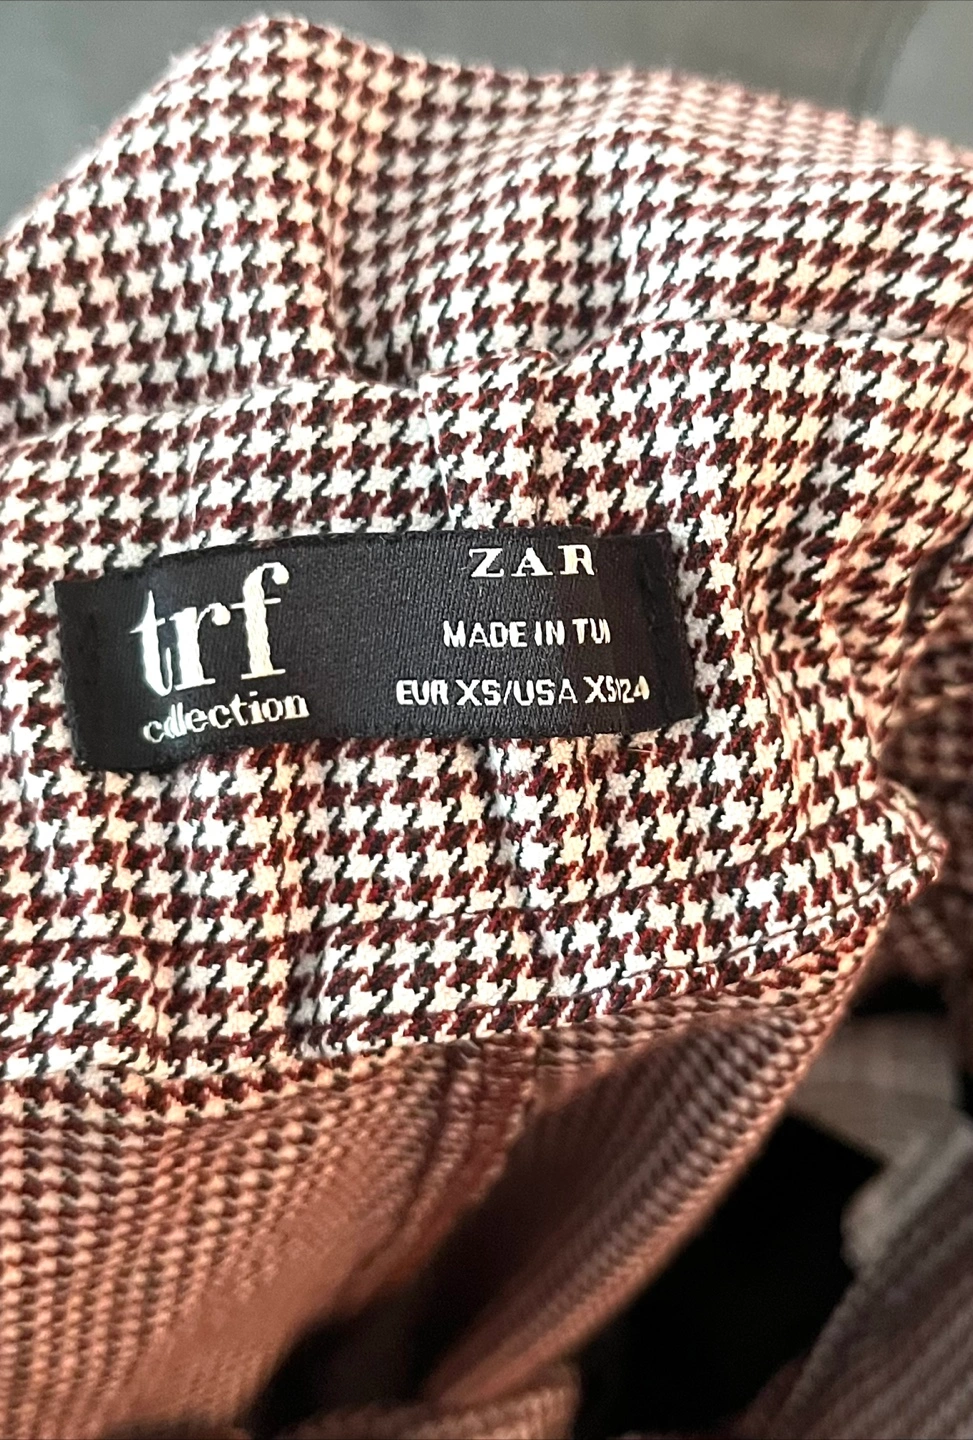 trf
collection
ZAR
MADE IN TU
EUR XS/USA XS/24